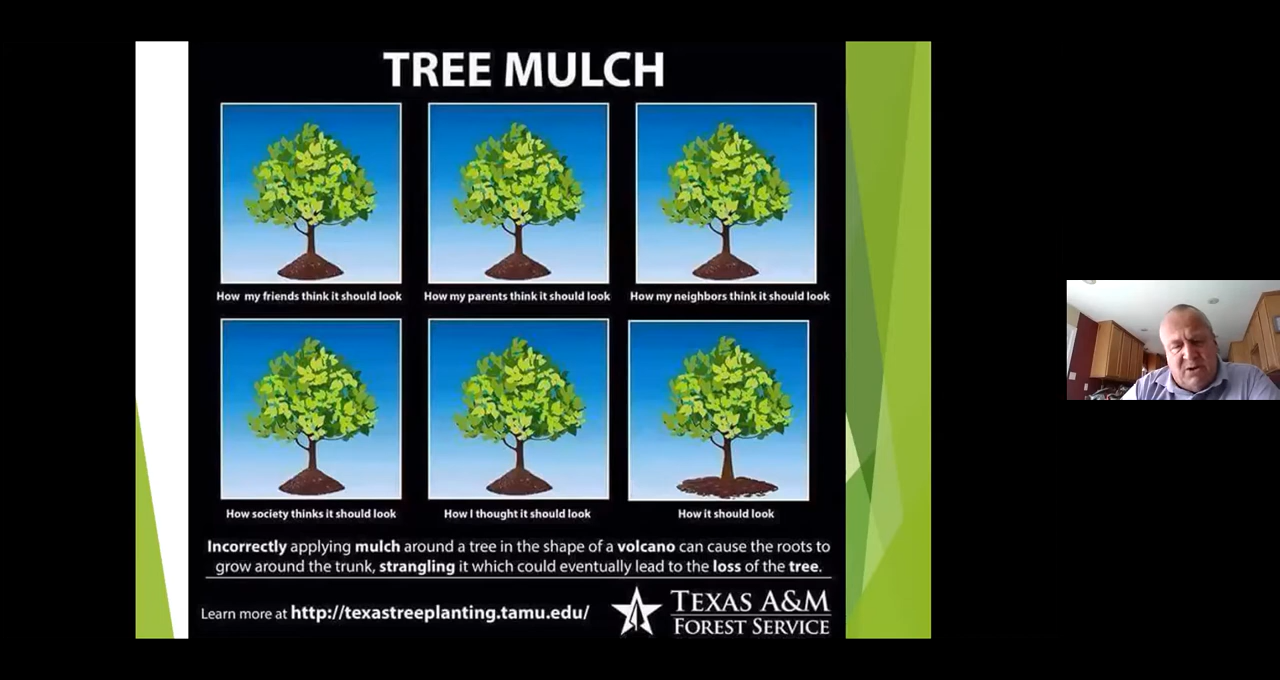 TREE MULCH
How my friends think it should look
How my parents think it should look
How my neighbors think it should look
How society thinks it should look
How I thought it should look
How it should look
Incorrectly applying mulch around a tree in the shape of a volcano can cause the roots to
grow around the trunk, strangling it which could eventually lead to the loss of the tree.
Learn more at http://texastreeplanting.tamu.edu/
TEXAS A&M
FOREST SERVICE